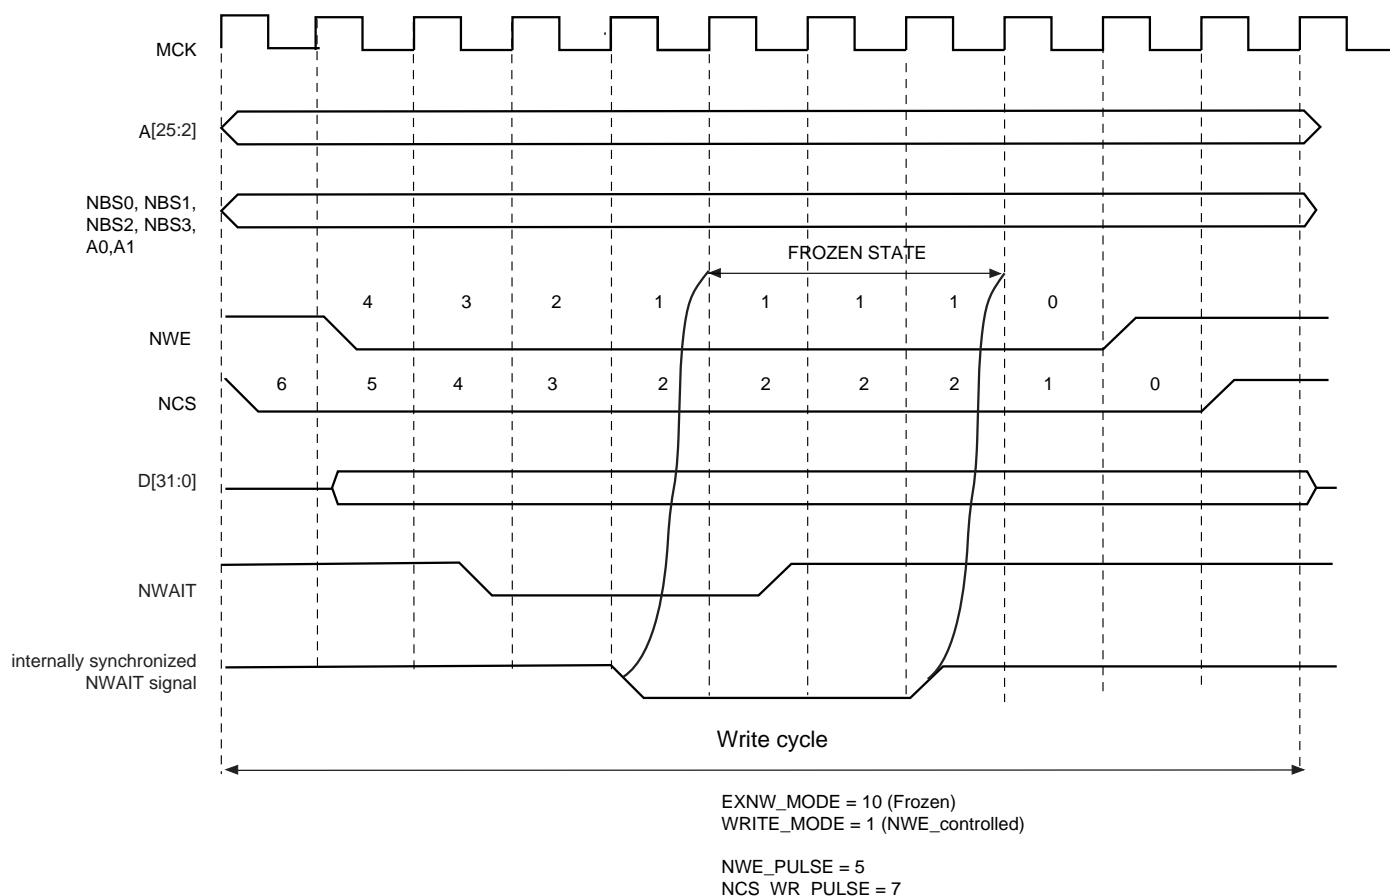 MCK
A[25:2]
NBS0, NBS1,
NBS2, NBS3,
A0,A1
FROZEN STATE
4 3 2 1 1 1 1 0
NWE
6 5 4 3 2 2 2 2 1 0
NCS
D[31:0]
NWAIT
internally synchronized
NWAIT signal
Write cycle
EXNW_MODE = 10 (Frozen)
WRITE_MODE = 1 (NWE_controlled)
NWE_PULSE = 5
NCS_WR_PULSE = 7